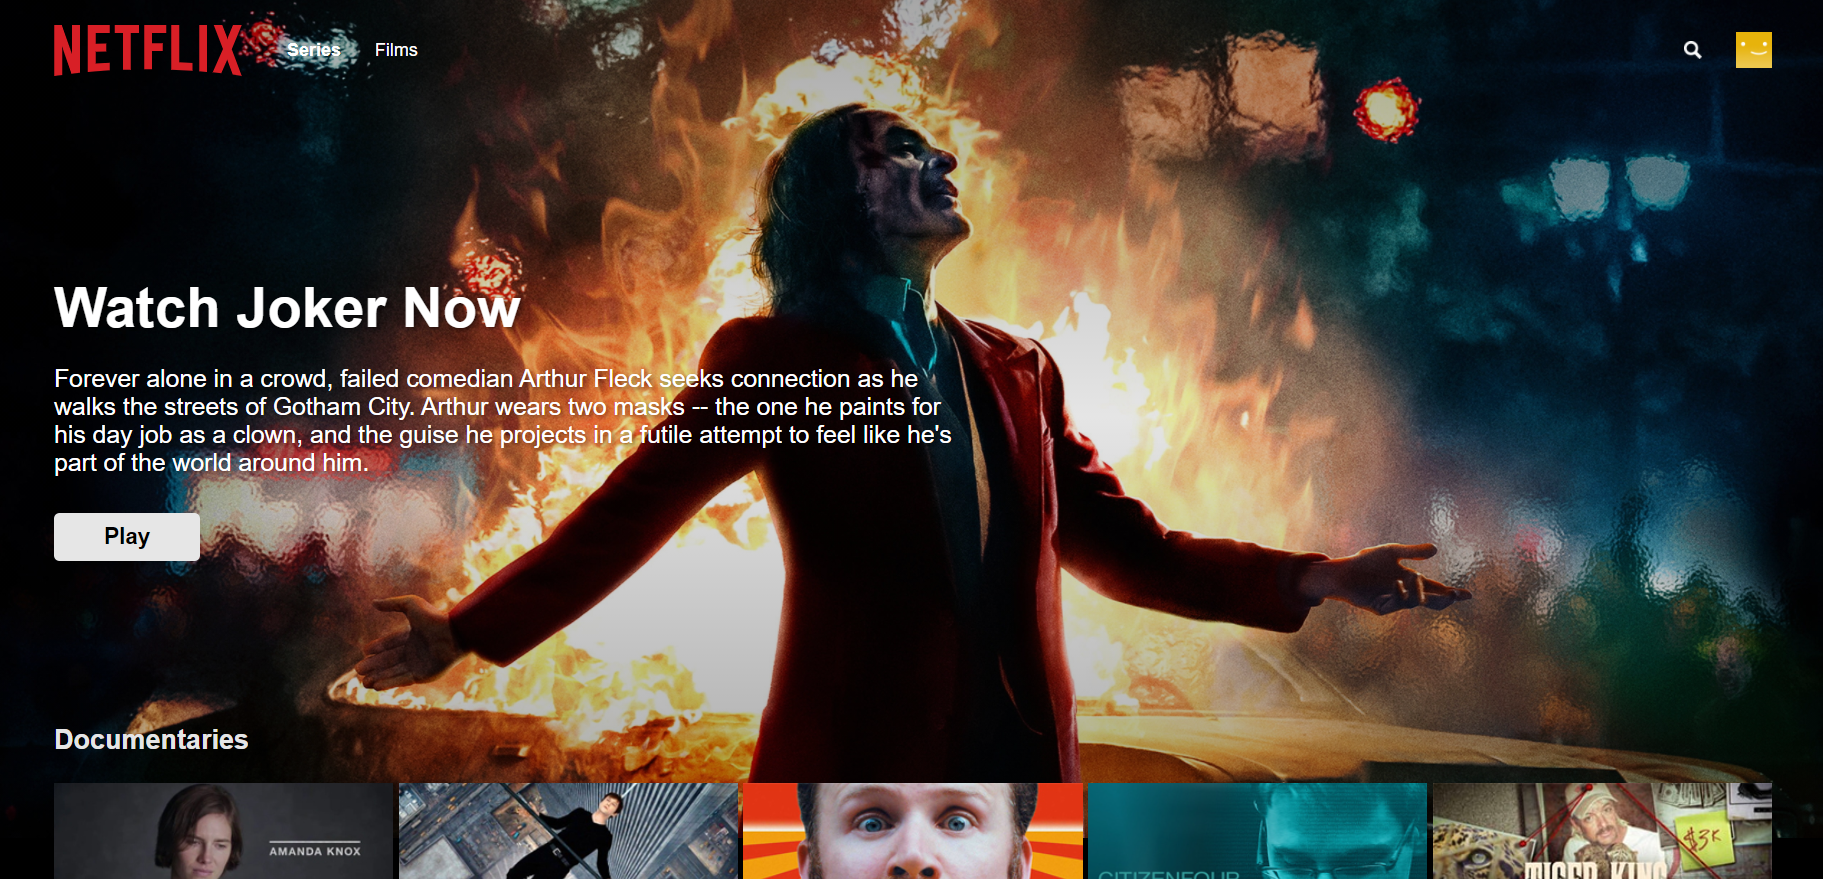 NETFLIX
Series
Films
Watch Joker Now
Forever alone in a crowd, failed comedian Arthur Fleck seeks connection as he
walks the streets of Gotham City. Arthur wears two masks -- the one he paints for
his day job as a clown, and the guise he projects in a futile attempt to feel like he's
part of the world around him.
Play
Documentaries
AMANDA KNOX
CITIZENFOUR
$3K
TIGER KING